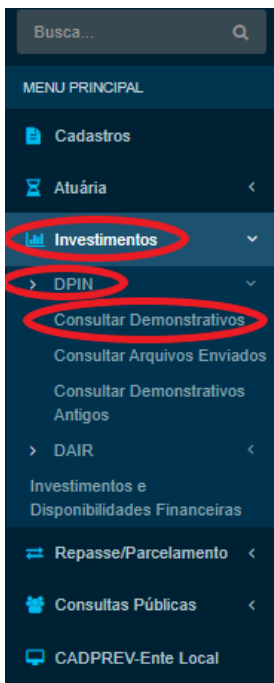 Busca...
MENU PRINCIPAL
Cadastros
Atuária
Investimentos
DPIN
Consultar Demonstrativos
Consultar Arquivos Enviados
Consultar Demonstrativos
Antigos
DAIR
Investimentos e
Disponibilidades Financeiras
Repasse/Parcelamento
Consultas Públicas
CADPREV-Ente Local